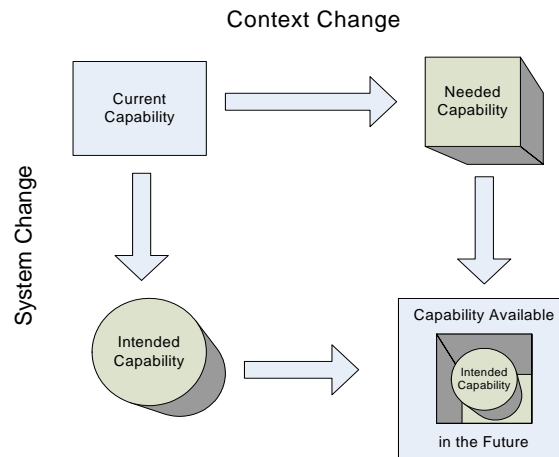 Context Change
Current
Capability
Needed
Capability
System Change
Intended
Capability
Capability Available
Intended
Capability
in the Future